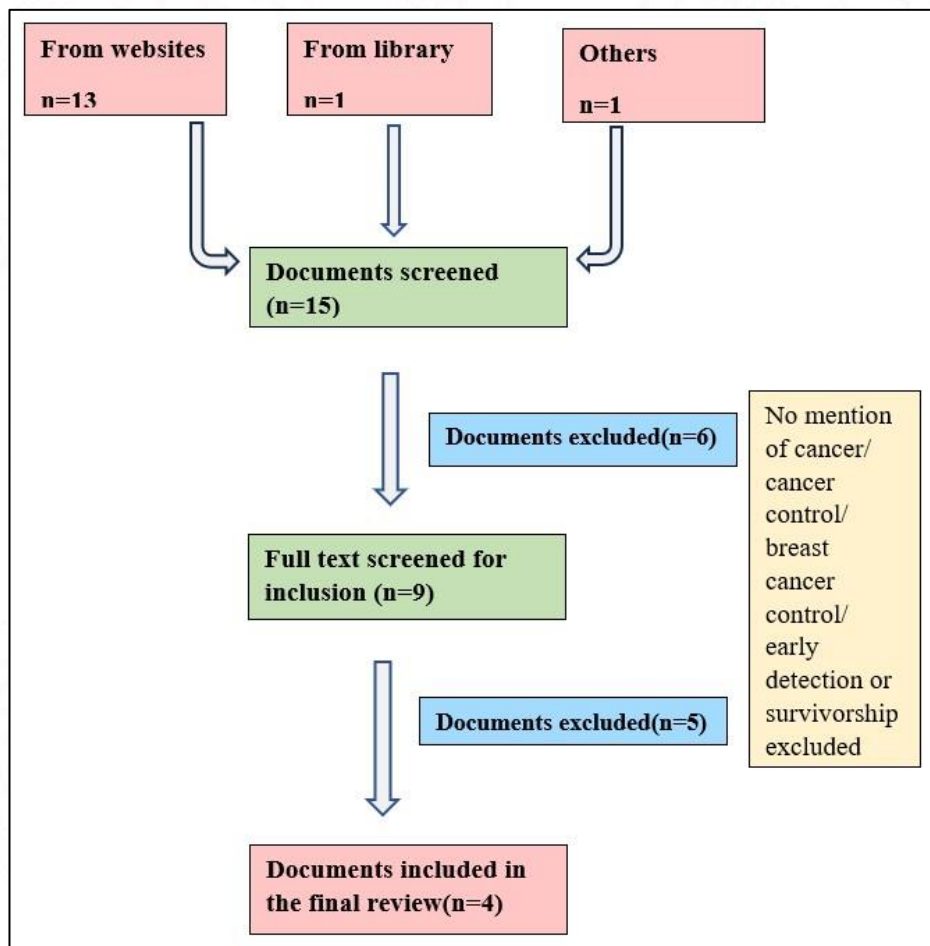 From websites
n=13
From library
n=1
Others
n=1
Documents screened
(n=15)
Documents excluded(n=6)
No mention
of cancer/
cancer
control/
breast
cancer
control/
early
detection or
survivorship
excluded
Full text screened for
inclusion (n=9)
Documents excluded(n=5)
Documents included in
the final review(n=4)